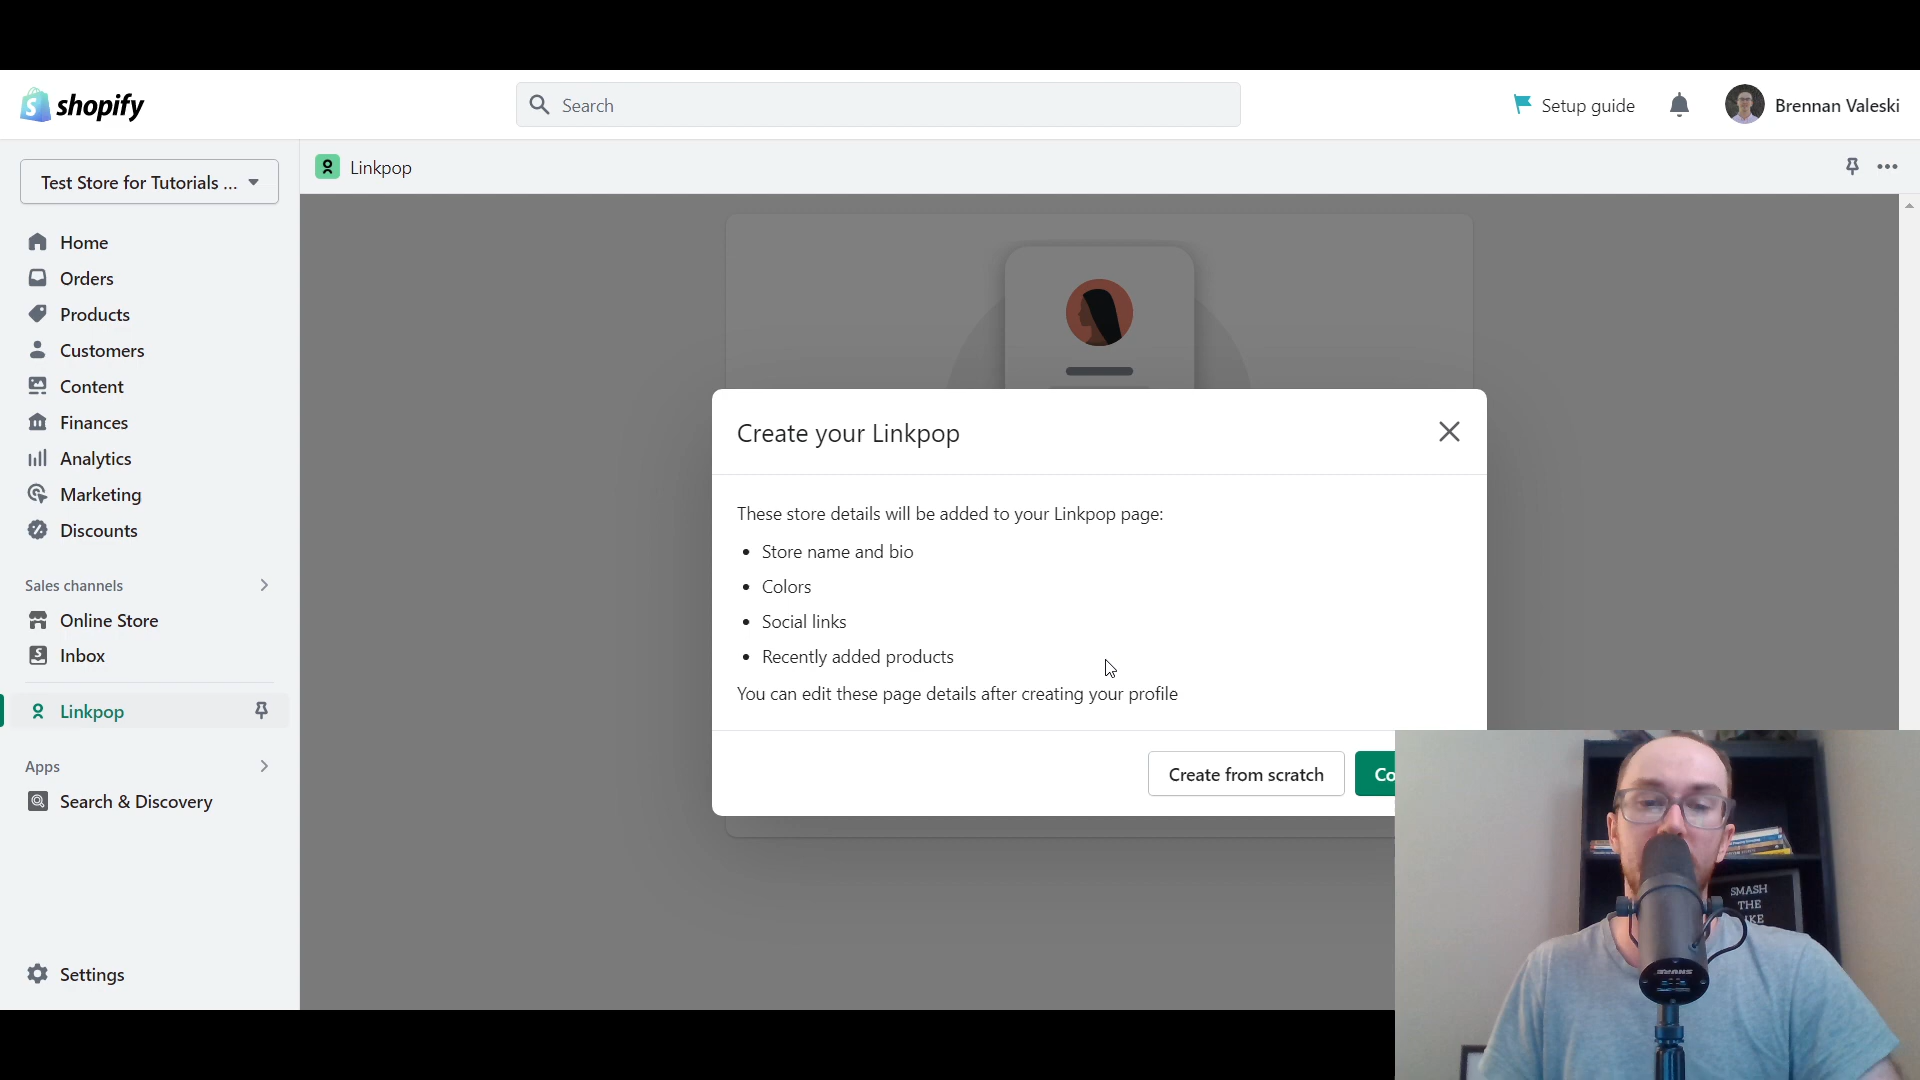 shopify
Search
Setup guide
Brennan Valeski
Test Store for Tutorials ...
Linkpop
Home
Orders
Products
Customers
Content
Finances
Analytics
Marketing
Discounts
Sales channels
Online Store
Inbox
Linkpop
Apps
Search & Discovery
Settings
Create your Linkpop
These store details will be added to your Linkpop page:
• Store name and bio
• Colors
• Social links
• Recently added products
You can edit these page details after creating your profile
Create from scratch
Co
SMASH
THE